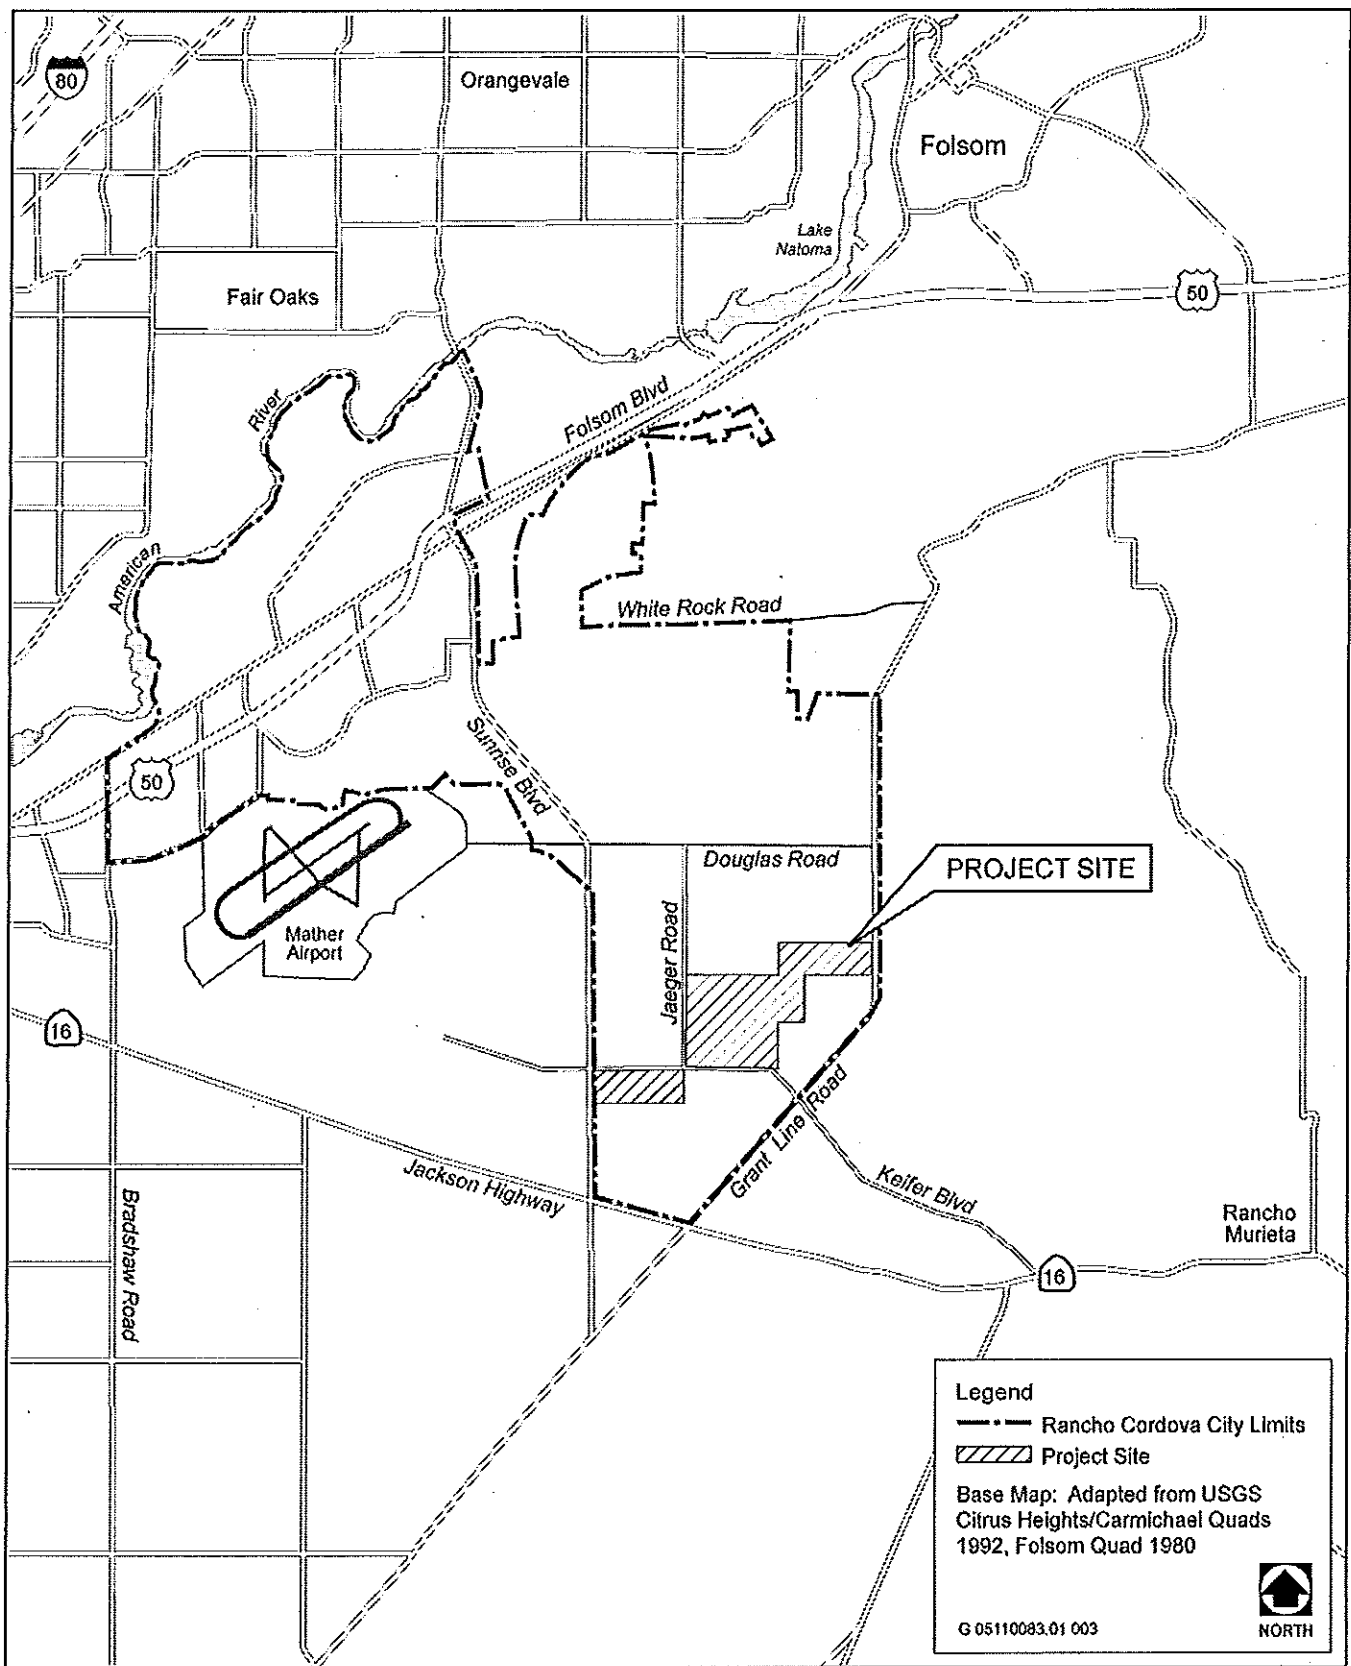 80
Orangevale
Folsom
Lake
Natoma
50
Fair Oaks
River
Folsom Blvd
American
White Rock Road
50
Sunrise Blvd
Douglas Road
PROJECT SITE
Mather
Airport
Jaeger Road
16
Grant Line Road
Jackson Highway
Keifer Blvd
Bradshaw Road
Rancho
Murieta
16
Legend
Rancho Cordova City Limits
Project Site
Base Map: Adapted from USGS
Citrus Heights/Carmichael Quads
1992, Folsom Quad 1980
G 05110083.01 003
NORTH